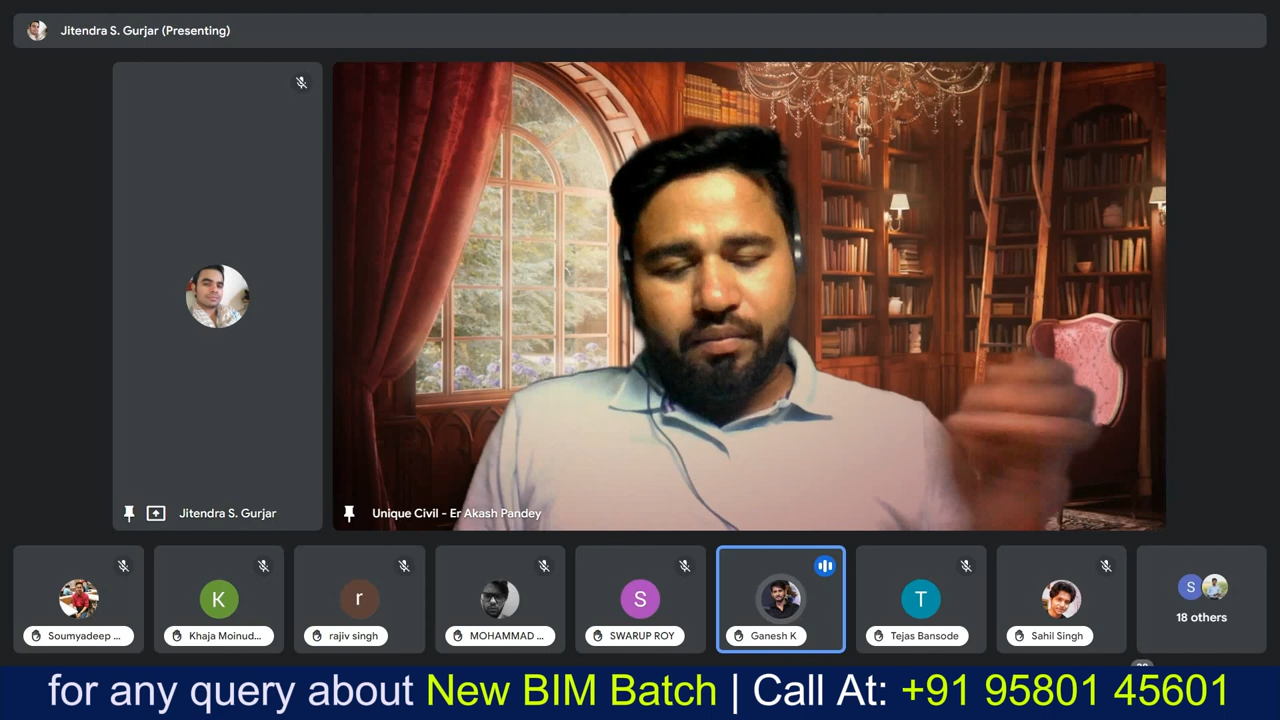 Jitendra S. Gurjar (Presenting)
Jitendra S. Gurjar
Unique Civil - Er Akash Pandey
K
r
S
T
S
Soumyadeep ...
Khaja Moinud...
rajiv singh
MOHAMMAD ...
SWARUP ROY
Ganesh K
Tejas Bansode
Sahil Singh
18 others
for any query about New BIM Batch | Call At: +91 95801 45601